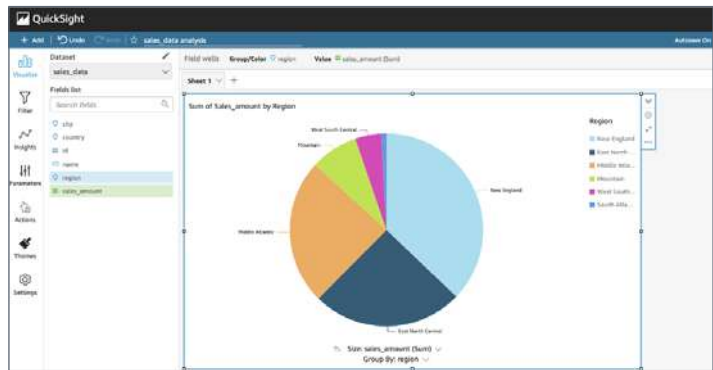 QuickSight
+ Add
Undo
sales_data analysis
Autosave On
Visualize
Filter
Insights
Parameters
Actions
Themes
Settings
Dataset
sales_data
Fields list
Search fields
city
country
id
name
region
sales_amount
Field wells
Group/Color region
Value sales_amount (Sum)
Sheet 1
Sum of Sales_amount by Region
West South Central
Mountain
New England
Middle Atlantic
East North Central
Size: sales_amount (Sum)
Group By: region
Region
New England
East North ...
Middle Atla...
Mountain
West South...
South Atla...